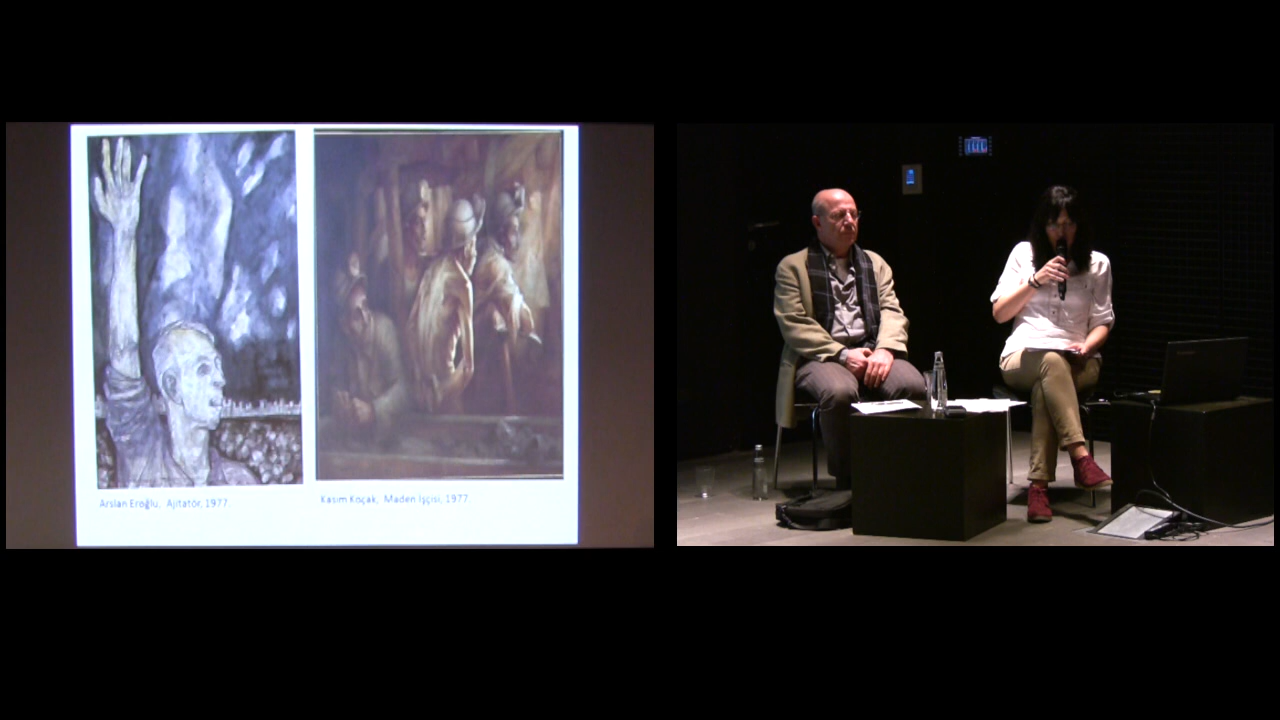 Arslan Eroğlu, Ajitatör, 1977.
Kasım Koçak, Maden İşçisi, 1977